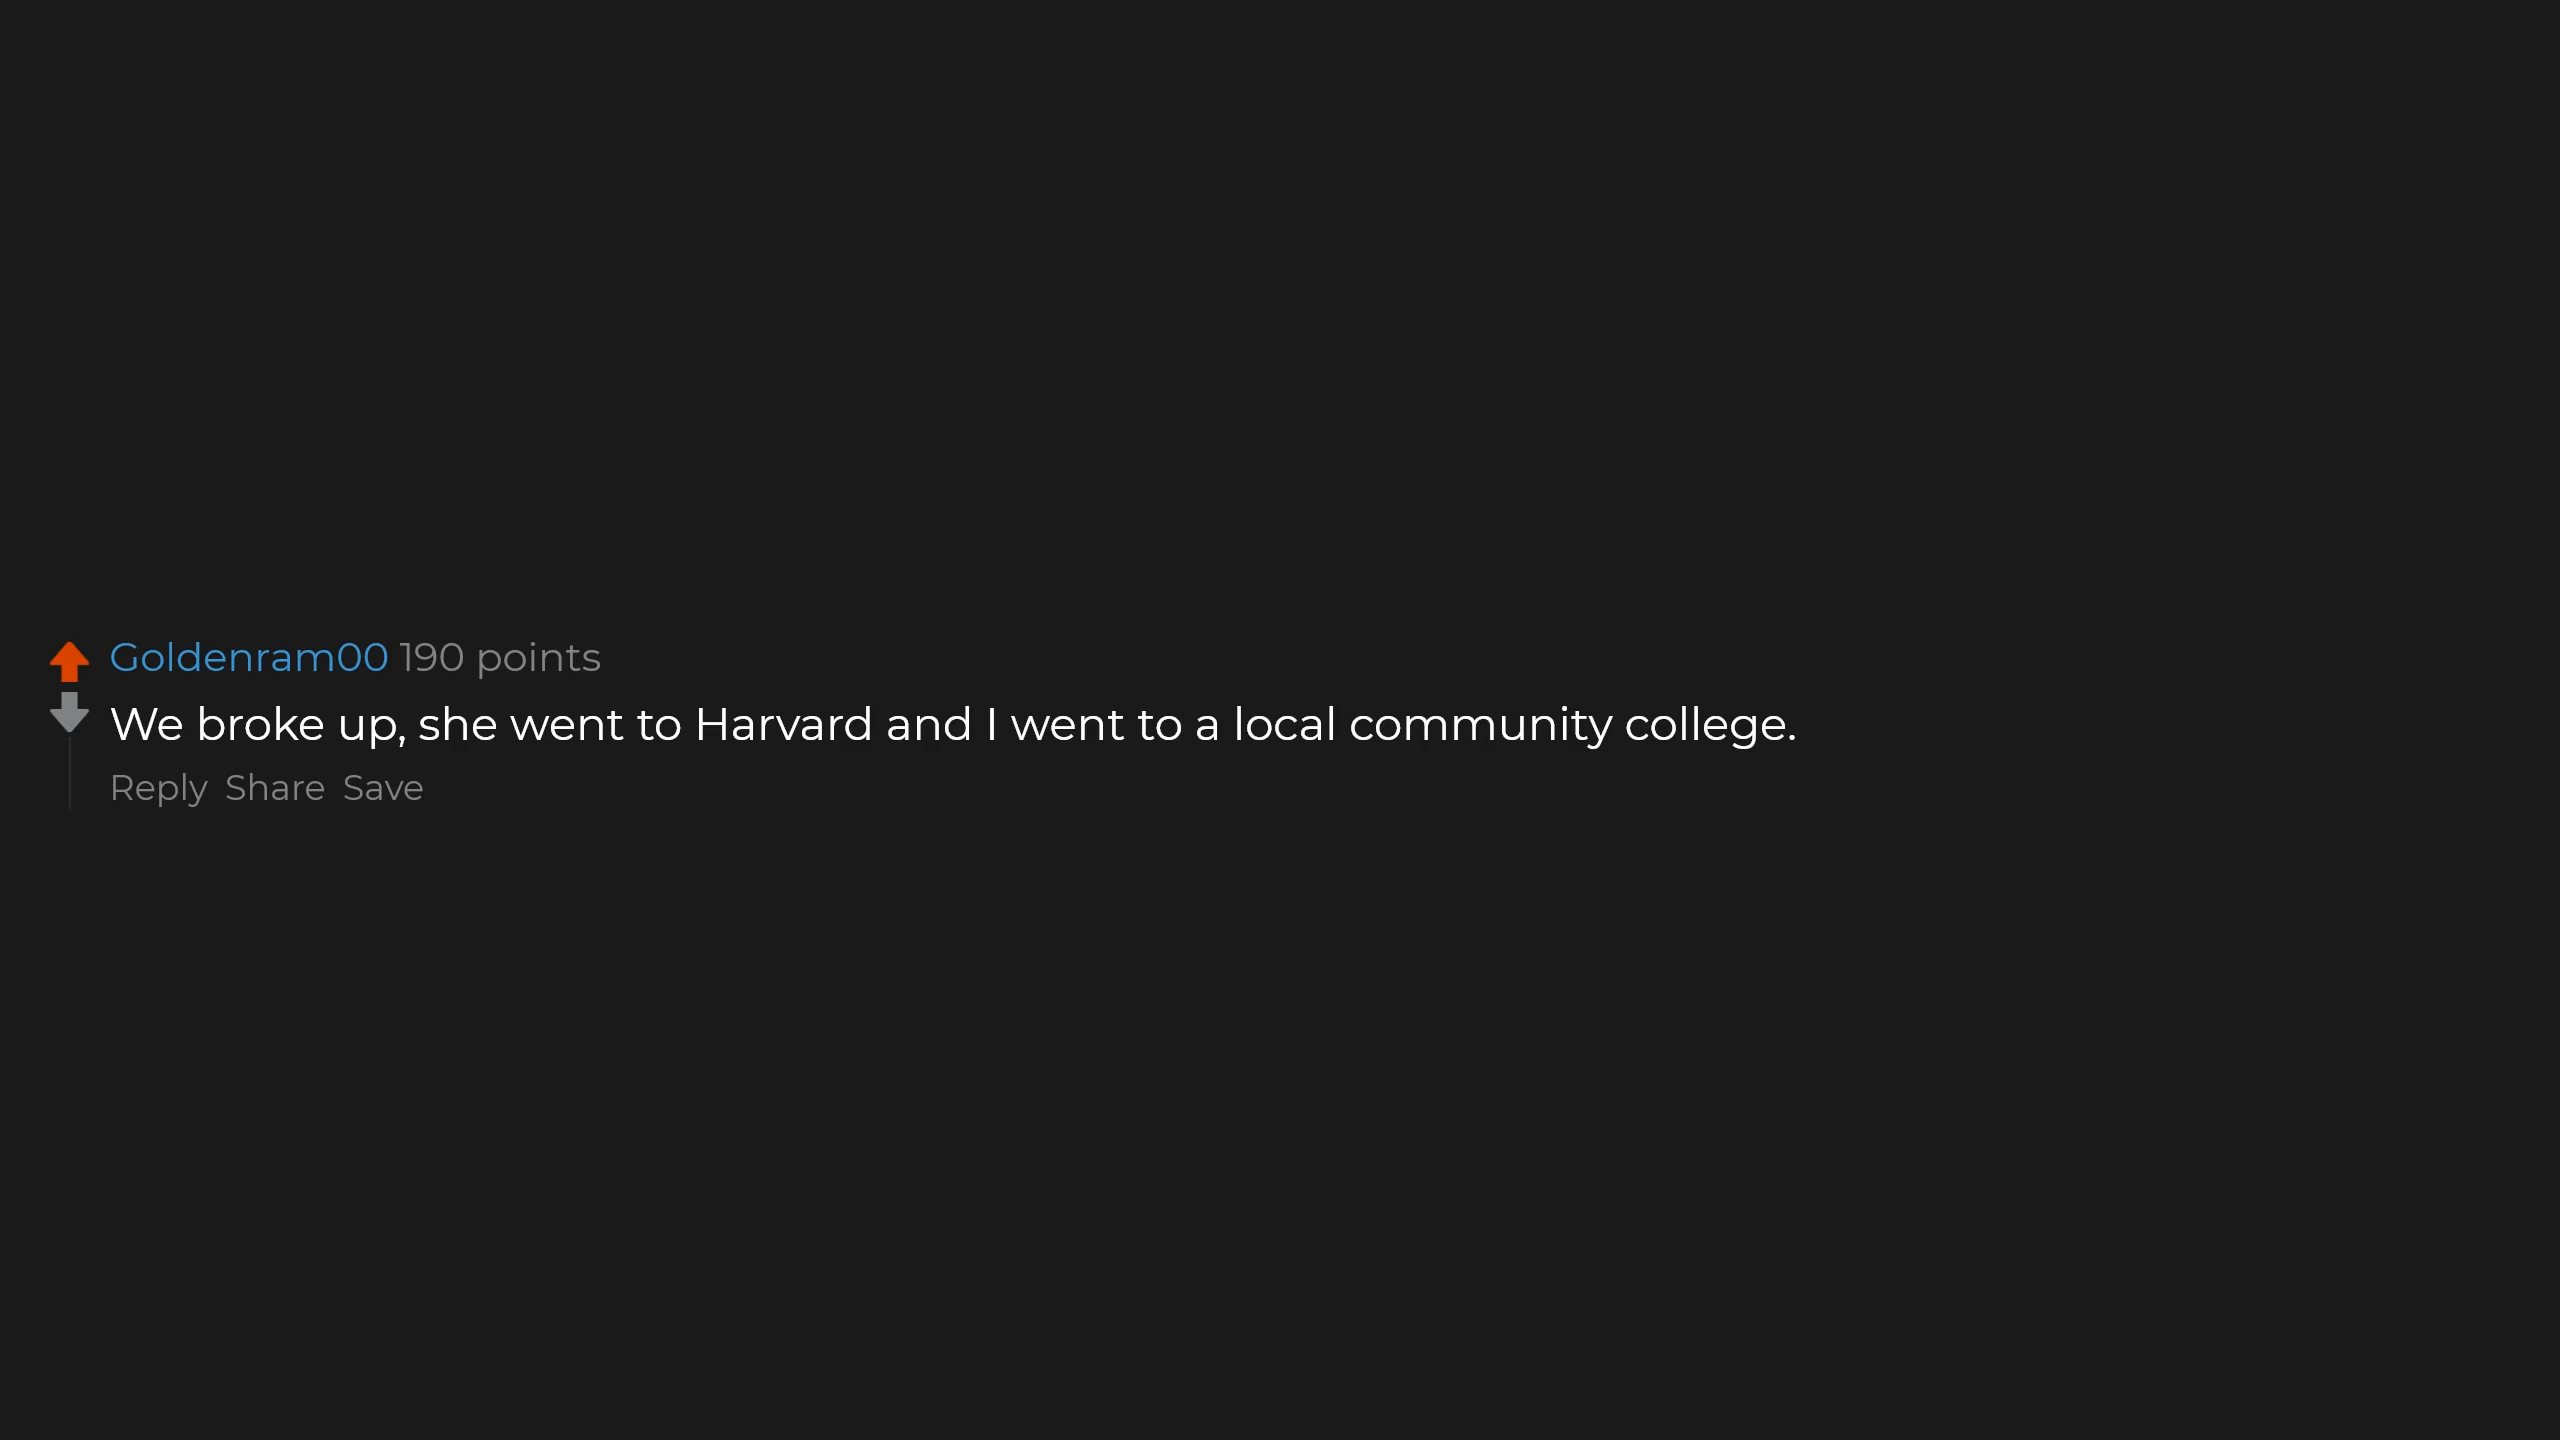 Goldenram00 190 points
We broke up, she went to Harvard and I went to a local community college.
Reply Share Save